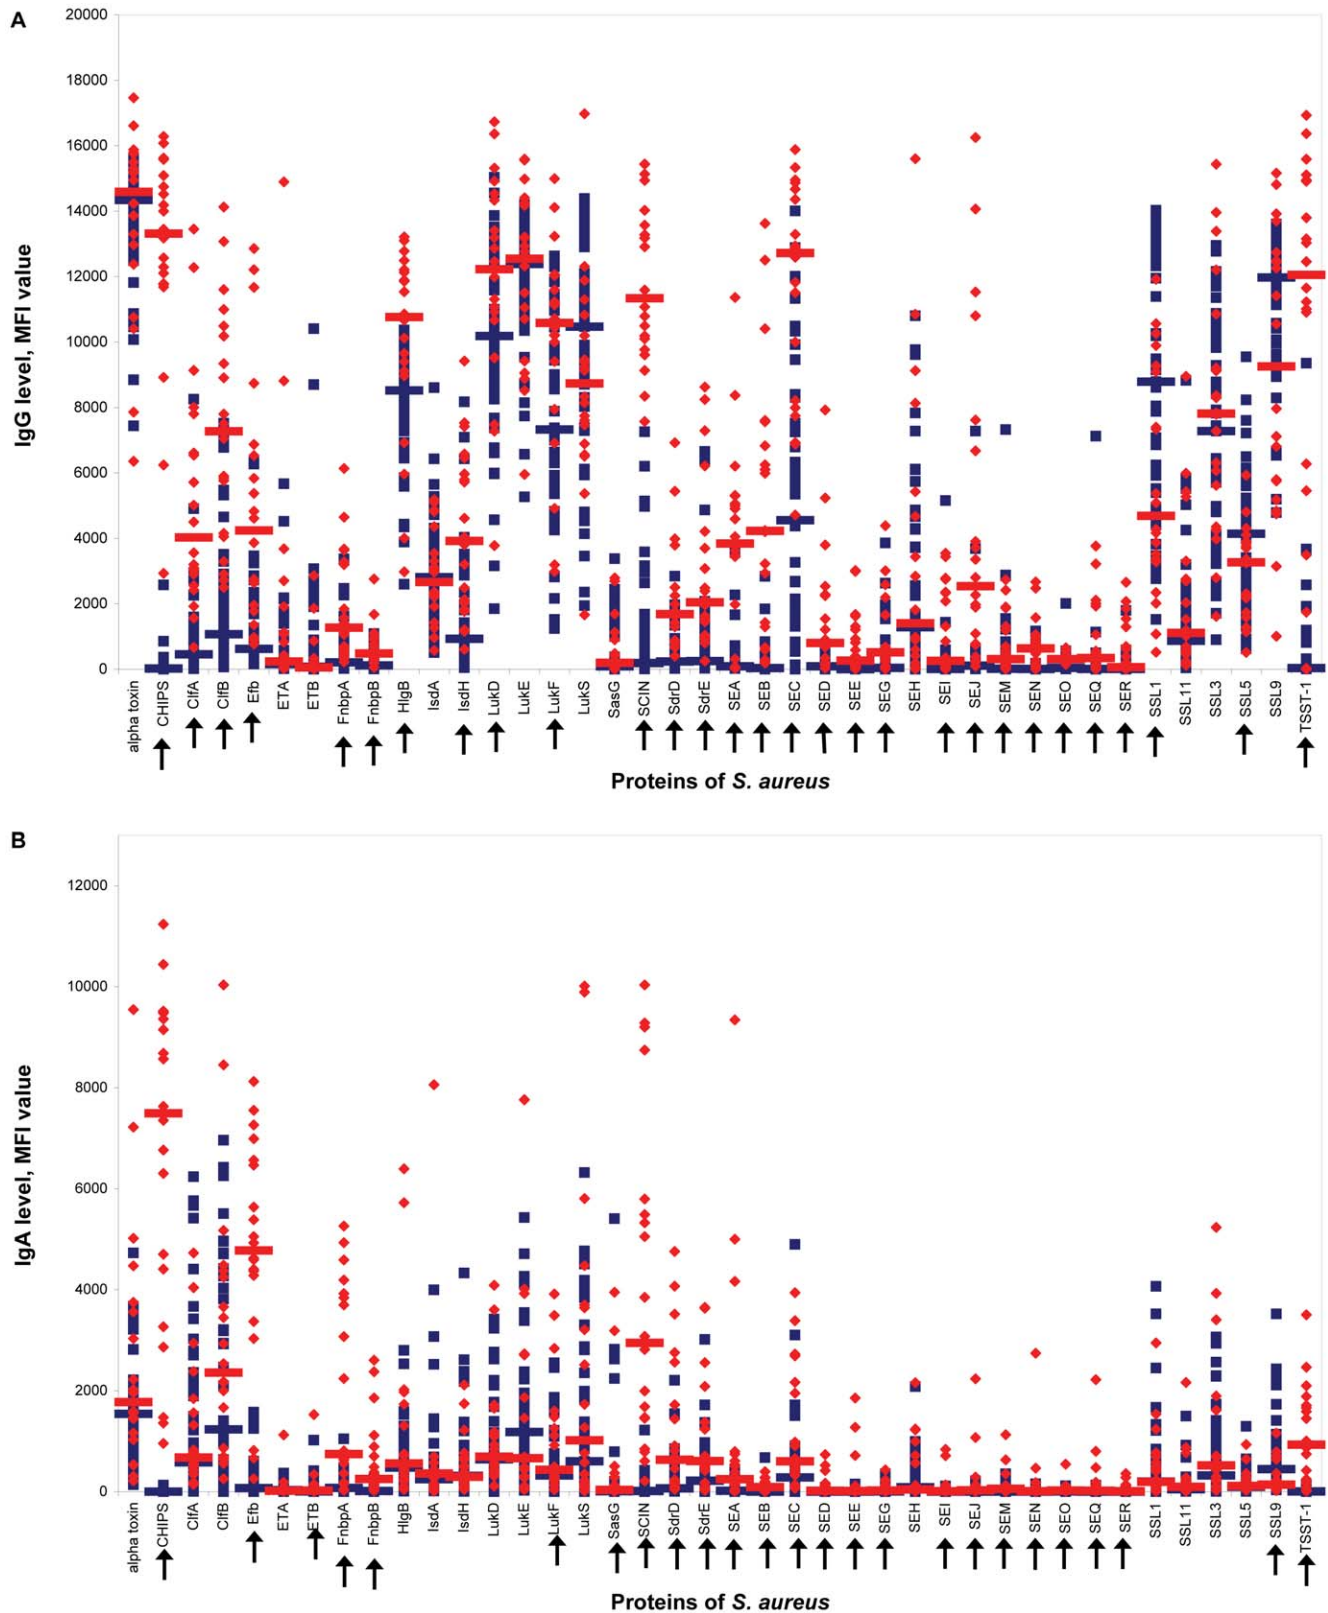 A
20000
18000
16000
14000
12000
10000
8000
6000
4000
2000
0
IgG level, MFI value
alpha toxin
CHIPS
ClfA
ClfB
Efb
ETA
ETB
FnbpA
FnbpB
HlgB
IsdA
IsdH
LukD
LukE
LukF
LukS
SasG
SCIN
SdrD
SdrE
SEA
SEB
SEC
SED
SEE
SEG
SEH
SEI
SEJ
SEM
SEN
SEO
SEQ
SER
SSL1
SSL11
SSL3
SSL5
SSL9
TSST-1
Proteins of S. aureus
B
12000
10000
8000
6000
4000
2000
0
IgA level, MFI value
alpha toxin
CHIPS
ClfA
ClfB
Efb
ETA
ETB
FnbpA
FnbpB
HlgB
IsdA
IsdH
LukD
LukE
LukF
LukS
SasG
SCIN
SdrD
SdrE
SEA
SEB
SEC
SED
SEE
SEG
SEH
SEI
SEJ
SEM
SEN
SEO
SEQ
SER
SSL1
SSL11
SSL3
SSL5
SSL9
TSST-1
Proteins of S. aureus